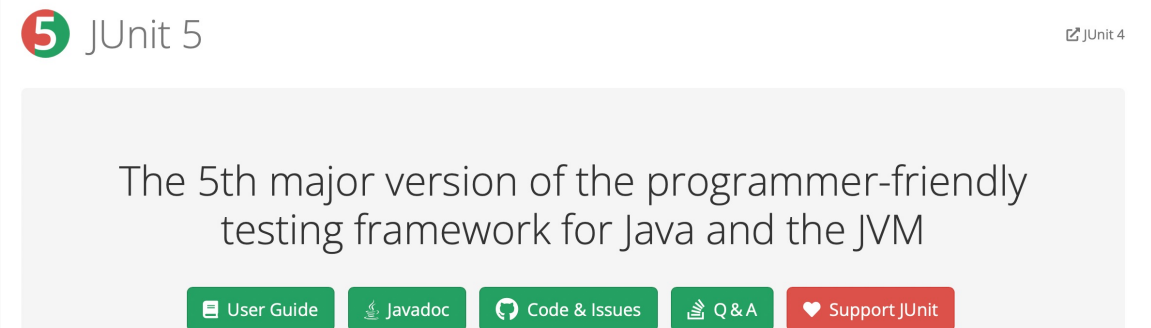 5 JUnit 5
JUnit 4
The 5th major version of the programmer-friendly
testing framework for Java and the JVM
User Guide Javadoc Code & Issues Q & A Support JUnit